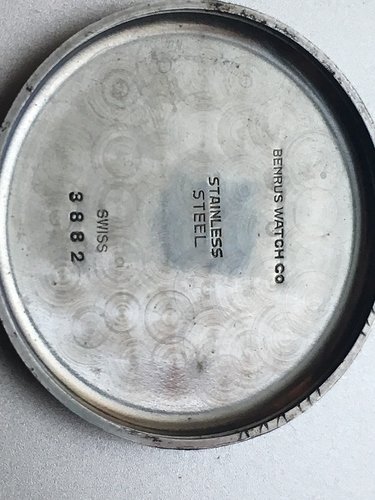 BENRUS WATCH CO
STAINLESS
STEEL
SWISS
3882